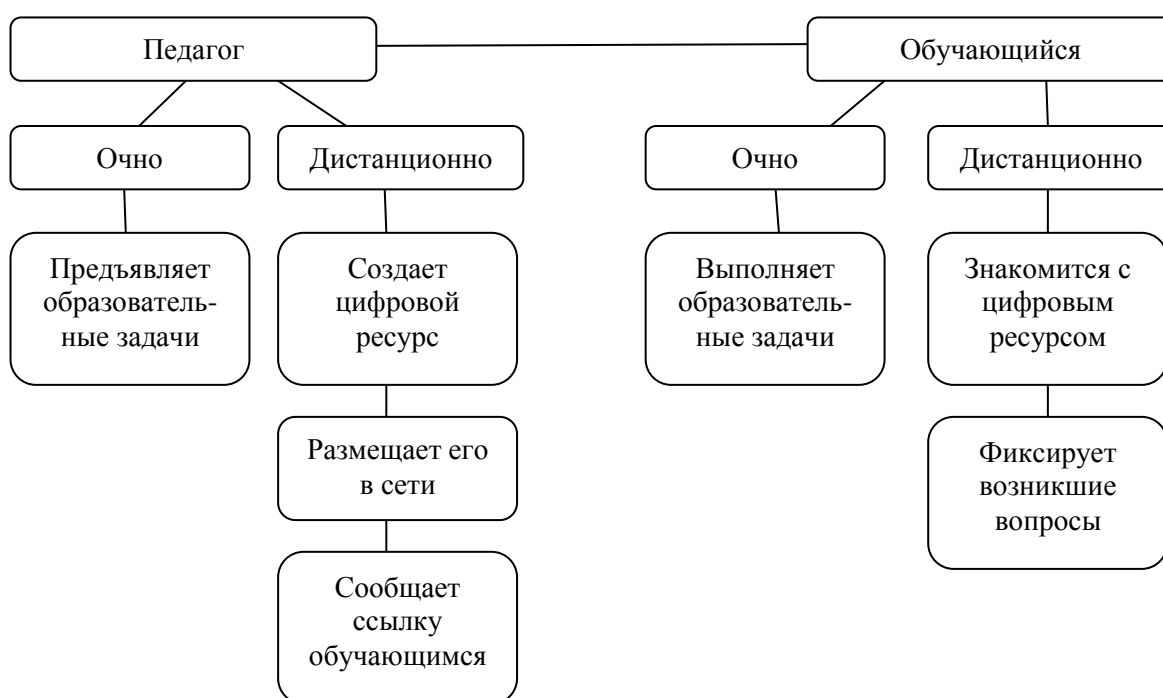 Педагог
Обучающийся
Очно
Дистанционно
Очно
Дистанционно
Предъявляет
образователь-
ные задачи
Создает
цифровой
ресурс
Выполняет
образователь-
ные задачи
Знакомится с
цифровым
ресурсом
Размещает его
в сети
Фиксирует
возникшие
вопросы
Сообщает
ссылку
обучающимся